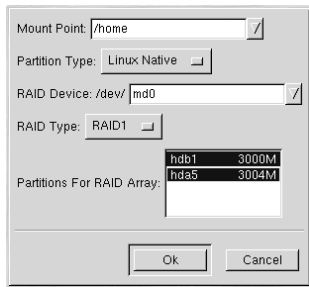 Mount Point: /home
Partition Type: Linux Native
RAID Device: /dev/ md0
RAID Type: RAID1
Partitions For RAID Array:
hdb1 3000M
hda5 3004M
Ok Cancel